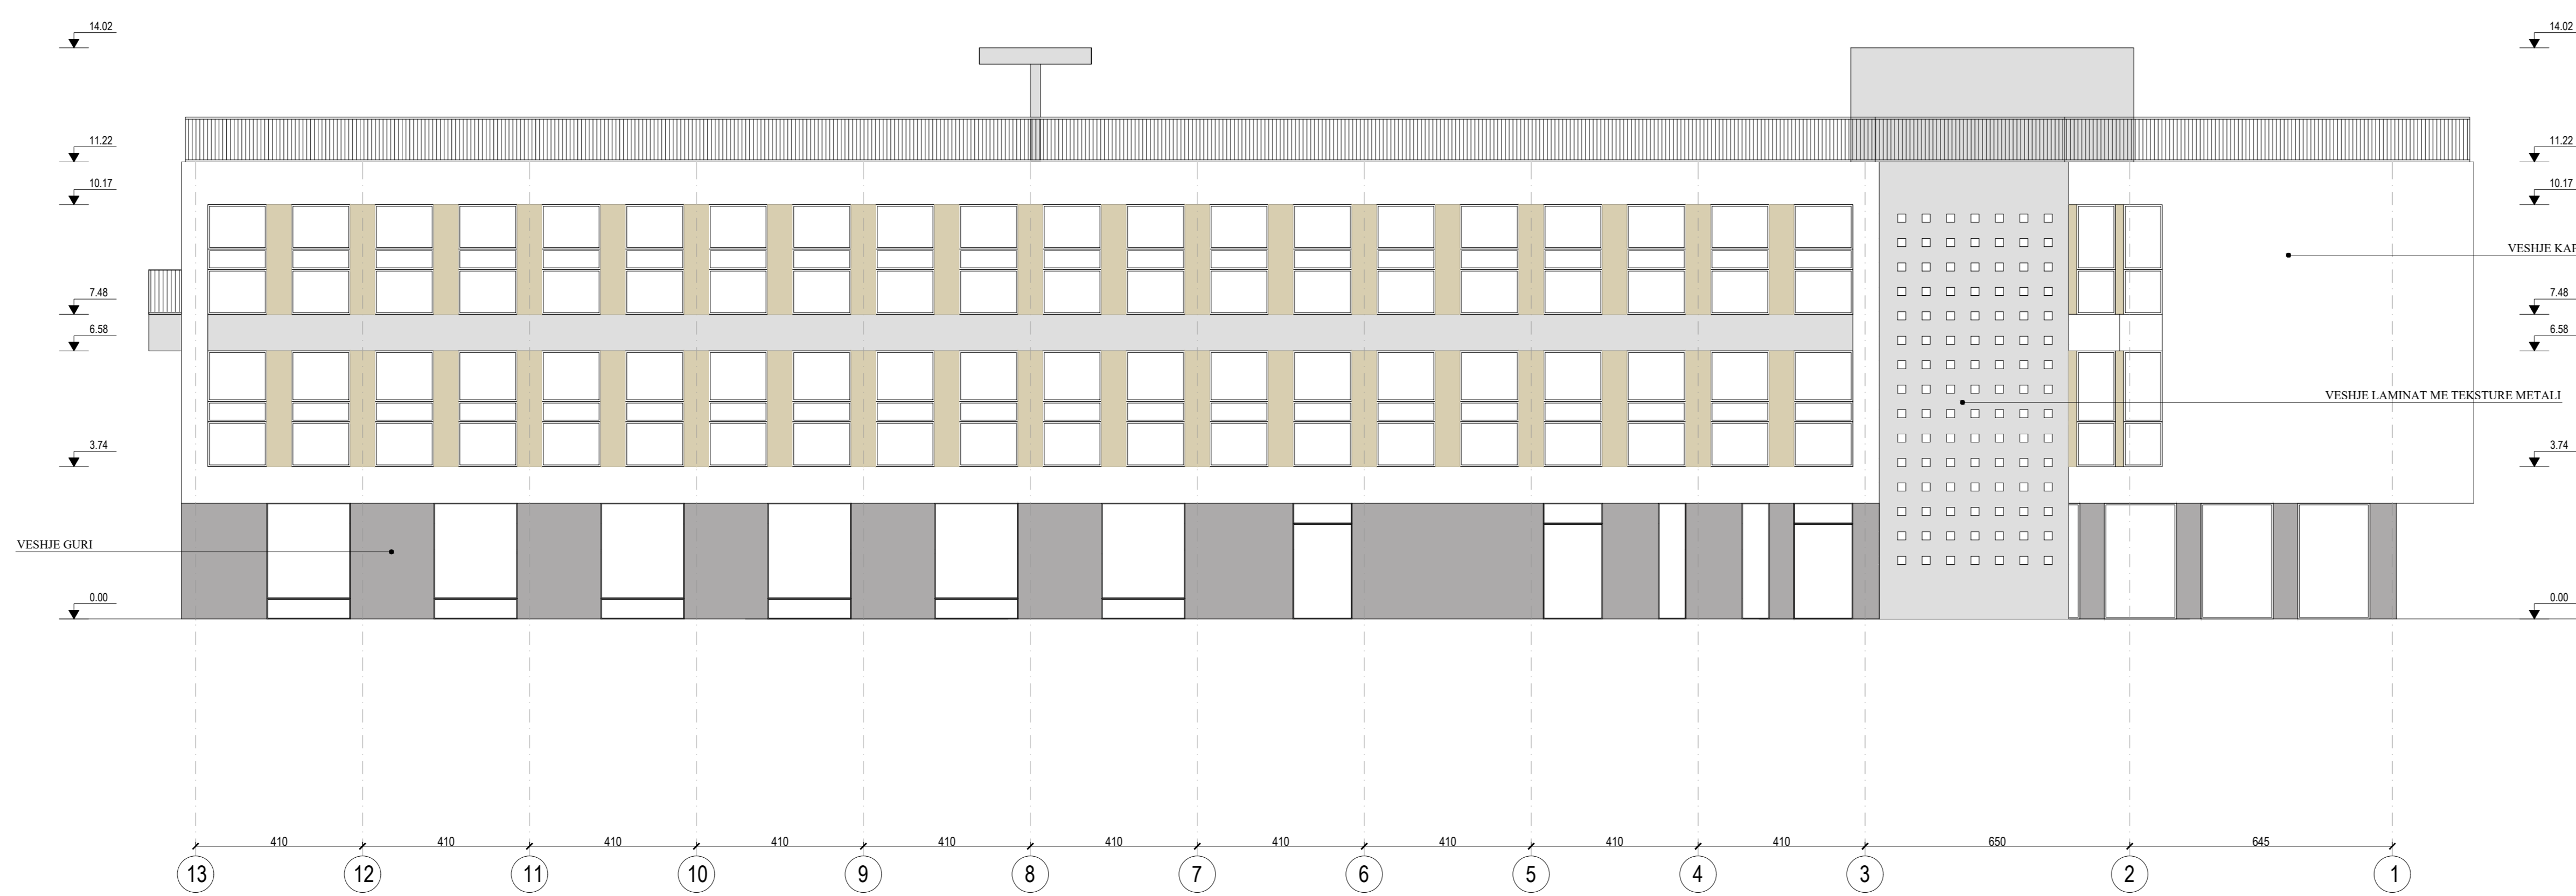 14.02 14.02
11.22 11.22
10.17 10.17
VESHJE KAP
7.48 7.48
6.58 6.58
VESHJE LAMINAT ME TEKSTURE METALI
3.74 3.74
VESHJE GURI
0.00 0.00
410 410 410 410 410 410 410 410 410 410 650 645
13 12 11 10 9 8 7 6 5 4 3 2 1